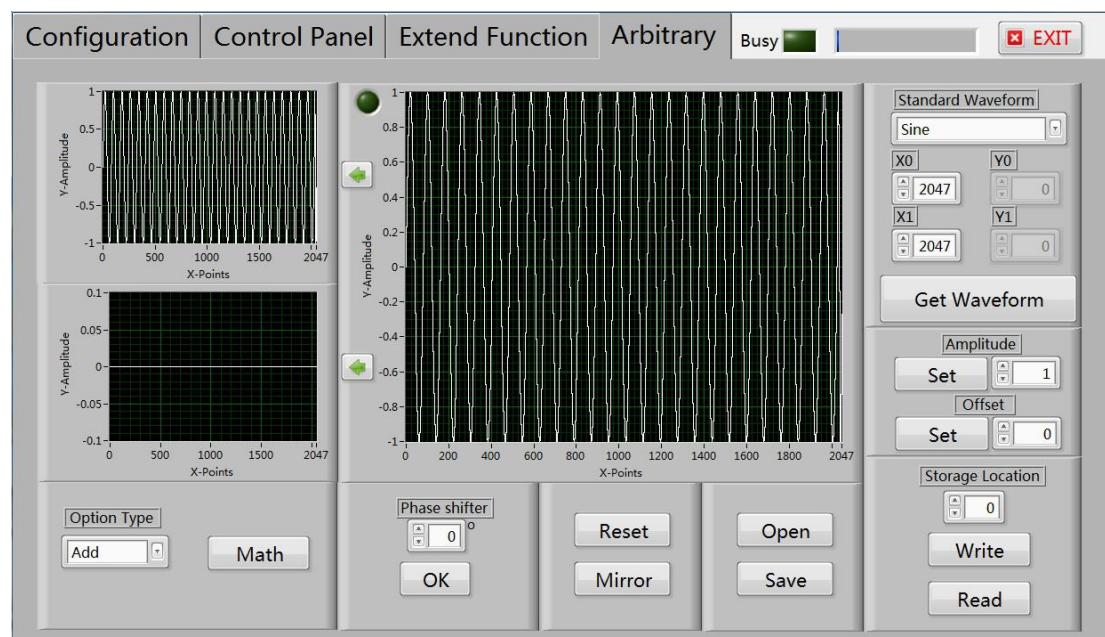 Configuration Control Panel Extend Function Arbitrary Busy EXIT
1
0.5
0
-0.5
-1
Y-Amplitude
0 500 1000 1500 2047
X-Points
0.1
0.05
0
-0.05
-0.1
Y-Amplitude
0 500 1000 1500 2047
X-Points
1
0.8
0.6
0.4
0.2
0
-0.2
-0.4
-0.6
-0.8
-1
Y-Amplitude
0 200 400 600 800 1000 1200 1400 1600 1800 2047
X-Points
Standard Waveform
Sine
X0 Y0
2047 0
X1 Y1
2047 0
Get Waveform
Amplitude
Set 1
Offset
Set 0
Storage Location
0
Write
Read
Option Type
Add Math
Phase shifter
0 °
OK
Reset
Mirror
Open
Save